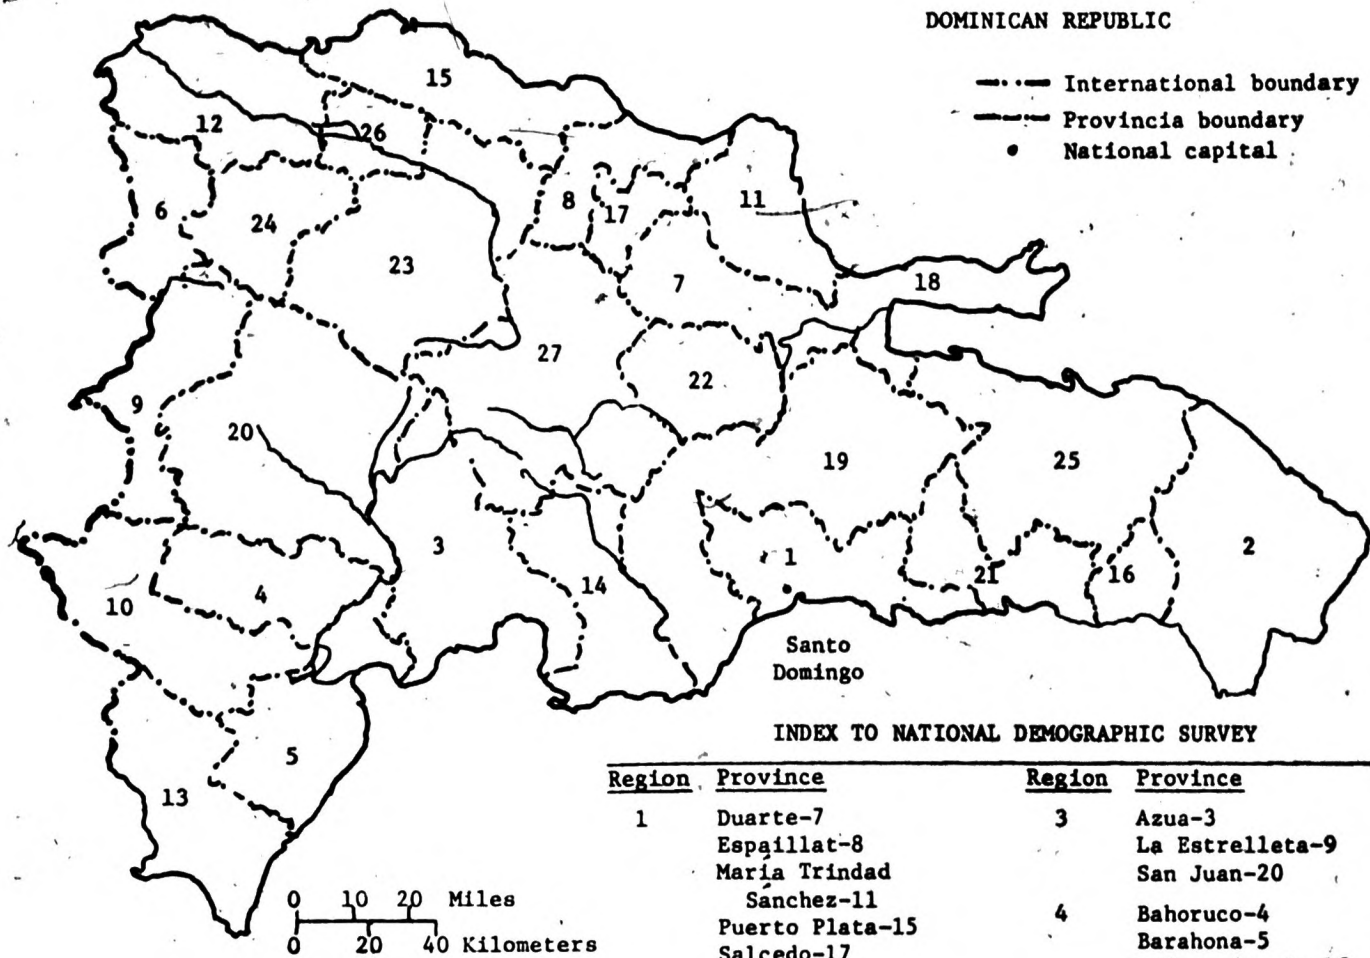 DOMINICAN REPUBLIC
International boundary
Provincia boundary
National capital
15
12
26
6
24
8
17
11
23
7
18
27
22
9
20
19
25
3
1
21
16
2
14
10
4
Santo
Domingo
5
13
0 10 20 Miles
0 20 40 Kilometers
INDEX TO NATIONAL DEMOGRAPHIC SURVEY
Region Province Region Province
1 Duarte-7 3 Azua-3
Espaillat-8 La Estrelleta-9
María Trindad San Juan-20
Sánchez-11 4 Bahoruco-4
Puerto Plata-15 Barahona-5
Salcedo-17